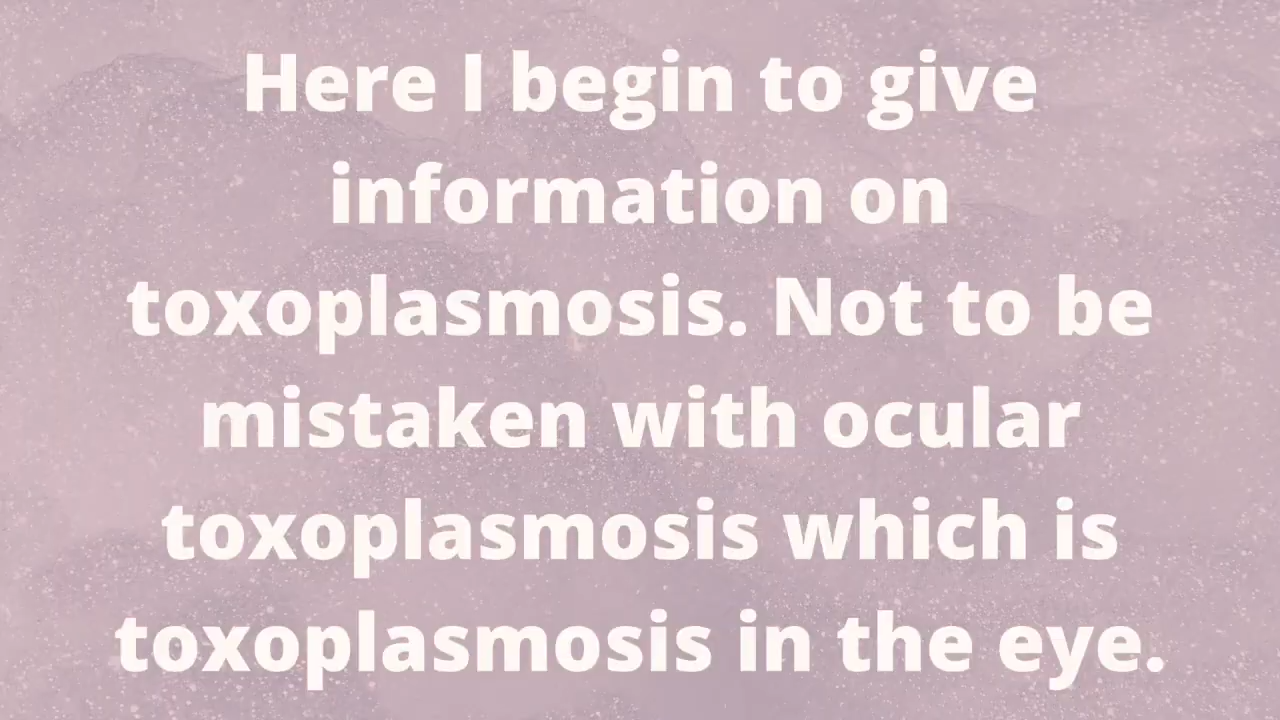 Here I begin to give
information on
toxoplasmosis. Not to be
mistaken with ocular
toxoplasmosis which is
toxoplasmosis in the eye.